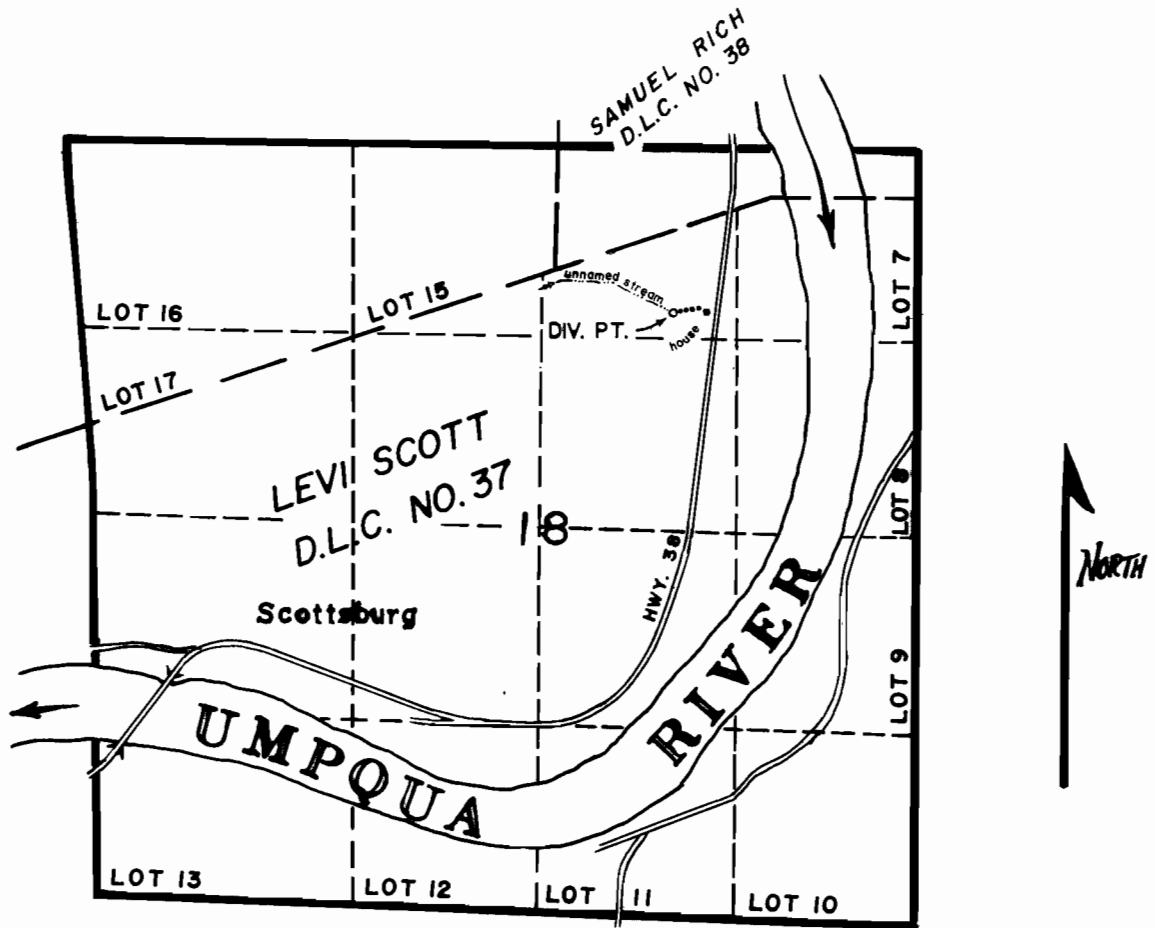 SAMUEL RICH
D.L.C. NO. 38
unnamed stream
LOT 7
LOT 15
LOT 16
DIV. PT.
house
LOT 17
LEVI SCOTT
D.L.C. NO. 37
LOT 8
18
HWY. 38
NORTH
Scottsburg
LOT 9
UMPQUA RIVER
LOT 13
LOT 12
LOT 11
LOT 10